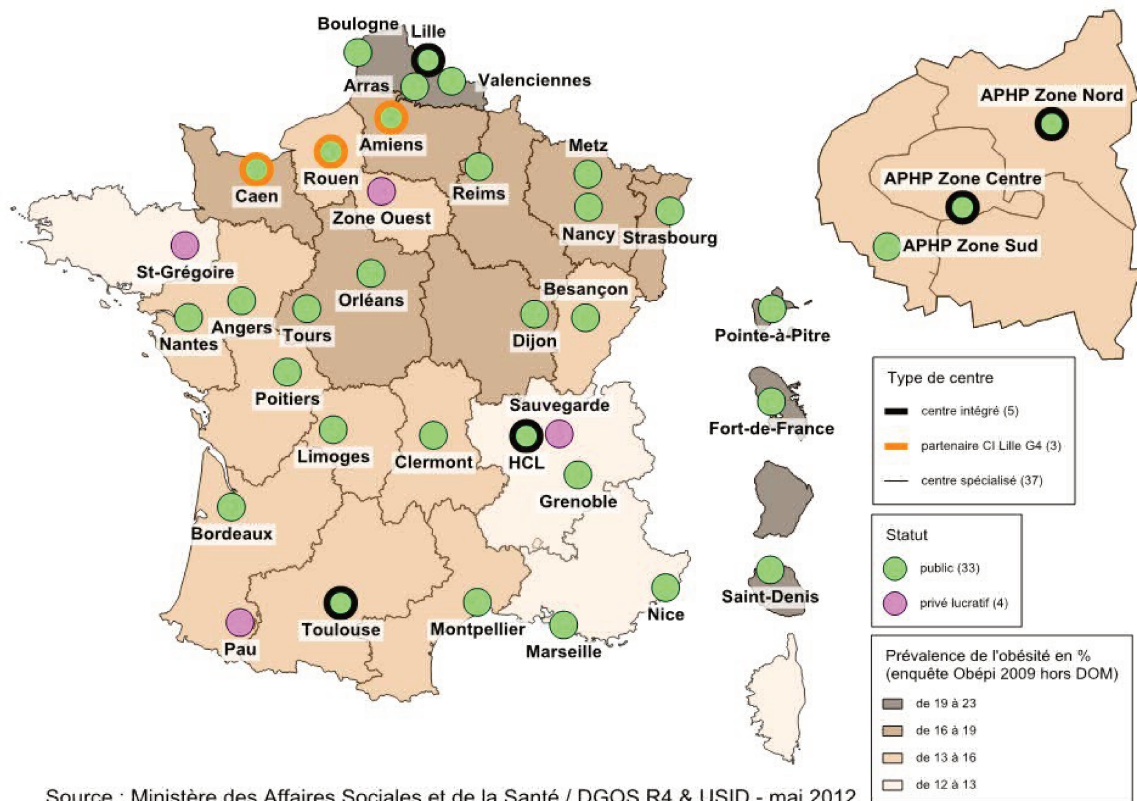 Boulogne
Lille
Arras
Valenciennes
Amiens
Rouen
Caen
Zone Ouest
Reims
Metz
Nancy
Strasbourg
St-Grégoire
Orléans
Angers
Nantes
Tours
Besançon
Dijon
Poitiers
Sauvegarde
Limoges
Clermont
HCL
Grenoble
Bordeaux
Pau
Toulouse
Montpellier
Marseille
Nice
APHP Zone Nord
APHP Zone Centre
APHP Zone Sud
Pointe-à-Pitre
Fort-de-France
Saint-Denis
Type de centre
centre intégré (5)
partenaire CI Lille G4 (3)
centre spécialisé (37)
Statut
public (33)
privé lucratif (4)
Prévalence de l'obésité en %
(enquête Obépi 2009 hors DOM)
de 19 à 23
de 16 à 19
de 13 à 16
de 12 à 13
Source : Ministère des Affaires Sociales et de la Santé / DGOS R4 & USID - mai 2012